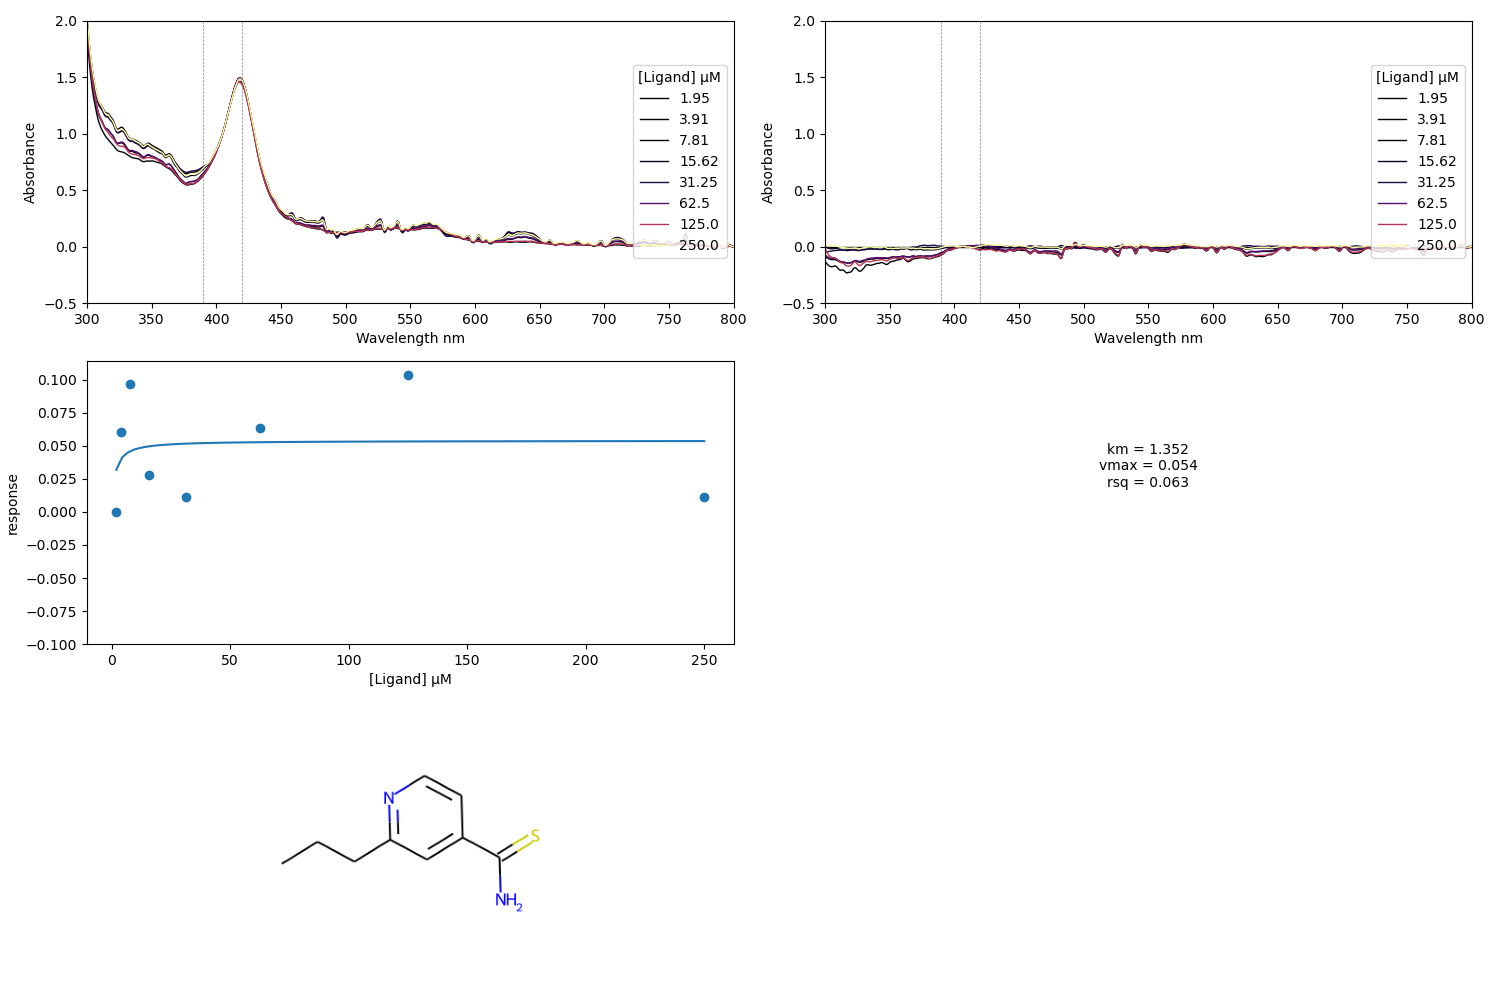 2.0
1.5
1.0
0.5
0.0
−0.5
Absorbance
300 350 400 450 500 550 600 650 700 750 800
Wavelength nm
[Ligand] µM
1.95
3.91
7.81
15.62
31.25
62.5
125.0
250.0
2.0
1.5
1.0
0.5
0.0
−0.5
Absorbance
300 350 400 450 500 550 600 650 700 750 800
Wavelength nm
[Ligand] µM
1.95
3.91
7.81
15.62
31.25
62.5
125.0
250.0
0.100
0.075
0.050
0.025
0.000
−0.025
−0.050
−0.075
−0.100
response
0 50 100 150 200 250
[Ligand] µM
km = 1.352
vmax = 0.054
rsq = 0.063
N
S
NH2